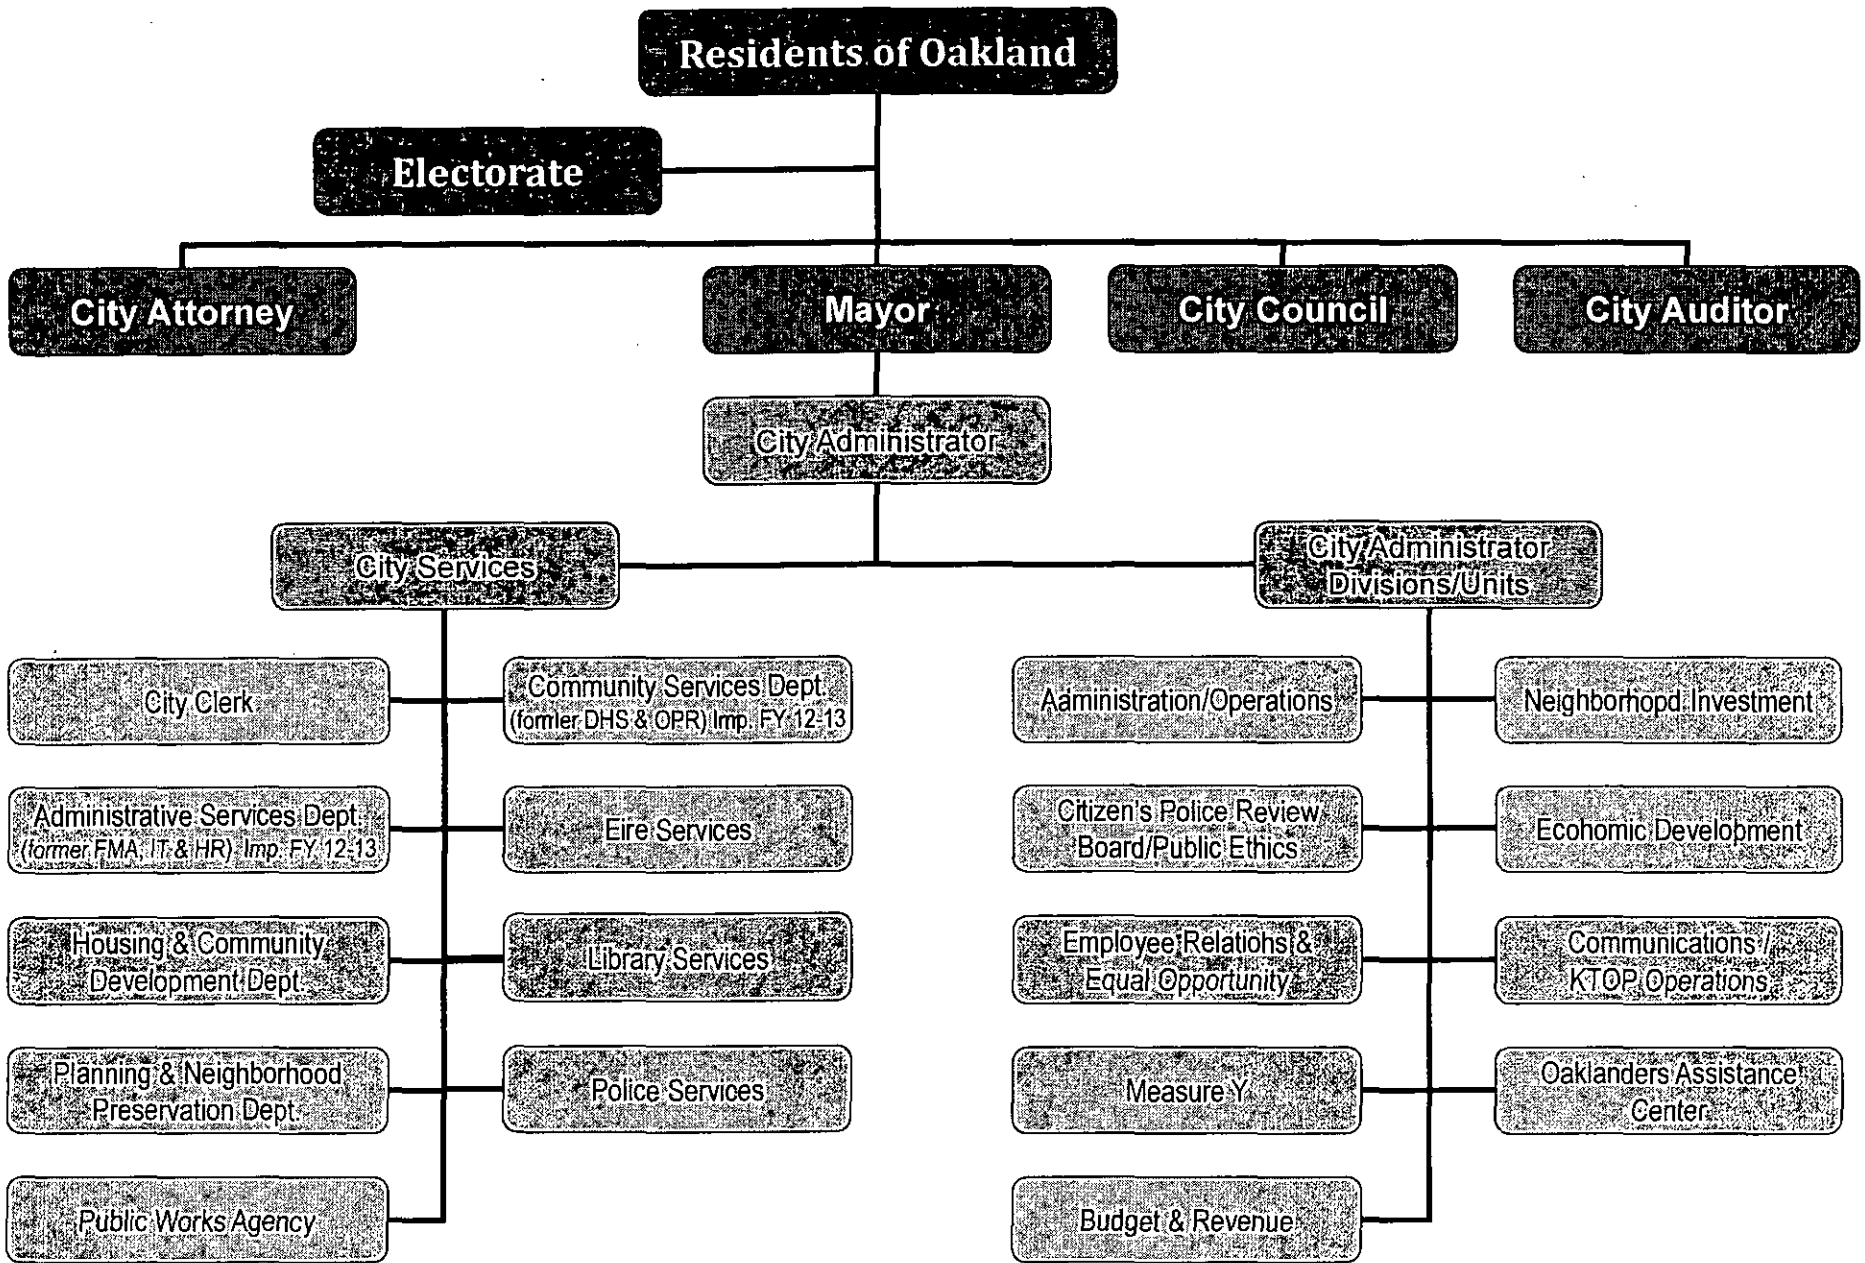 Residents of Oakland
Electorate
City Attorney
Mayor
City Council
City Auditor
City Administrator
City Services
City Administrator
Divisions/Units
City Clerk
Community Services Dept.
(fomler DHS & OPR) Imp. FY 12-13
Administrative Services Dept.
(former FMA, IT & HR) Imp. FY 12-13
Eire Services
Housing & Community
Development Dept.
Library Services
Planning & Neighborhood
Preservation Dept.
Police Services
Public Works Agency
Aaministration/Operations
Neighborhopd Investment
Citizen's Police Review
Board/Public Ethics
Ecohomic Development
Employee Relatiohs &
Equal Opportunity
Communications /
KTOP Operations
Measure Y
Oaklanders Assistance
Center
Budget & Revenue